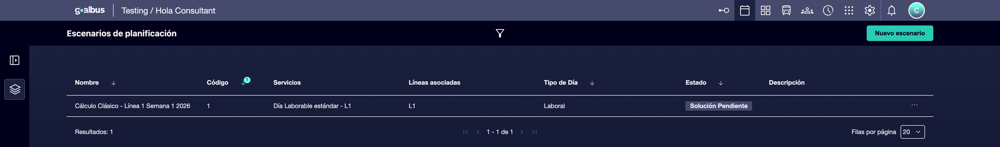 goalbus
Testing / Hola Consultant
C
Escenarios de planificación
Nuevo escenario
Nombre Código 1 Servicios Líneas asociadas Tipo de Día Estado Descripción
Cálculo Clásico - Línea 1 Semana 1 2026 1 Día Laborable estándar - L1 L1 Laboral Solución Pendiente ...
Resultados: 1 1 - 1 de 1 Filas por página 20